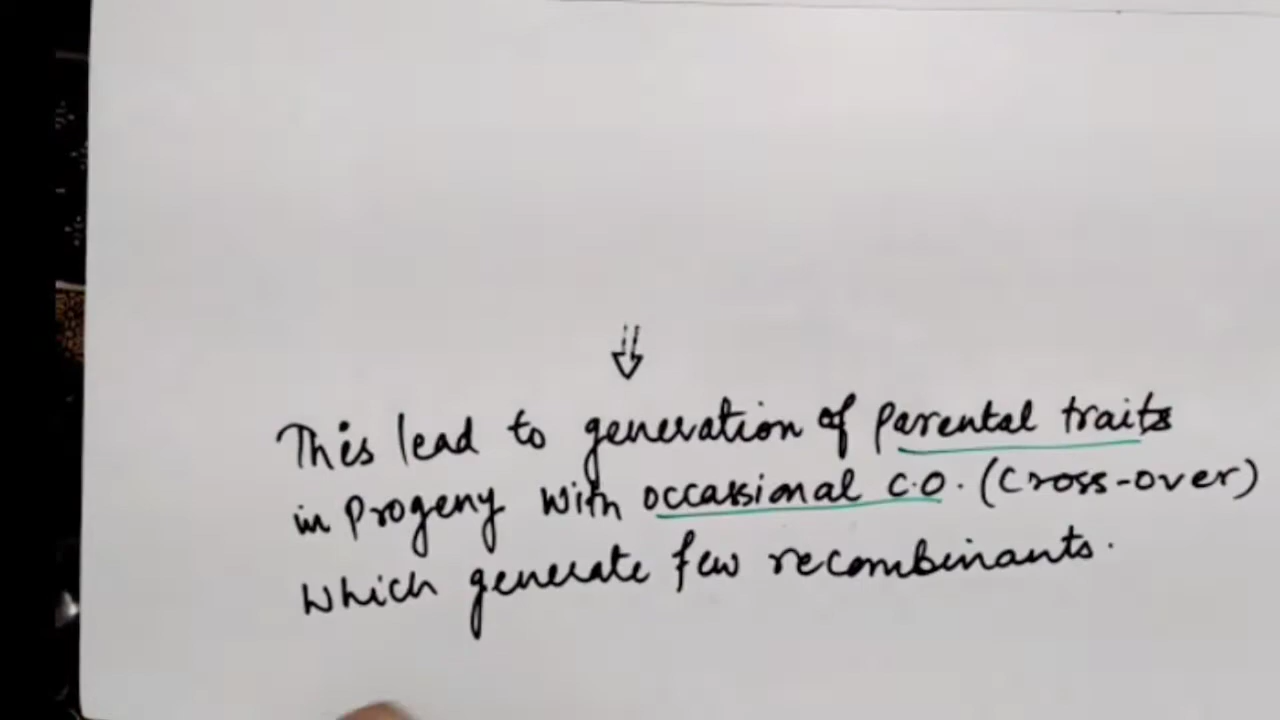 This lead to generation of parental traits
in Progeny with occassional C.O. (Cross-over)
Which generate few recombinants.